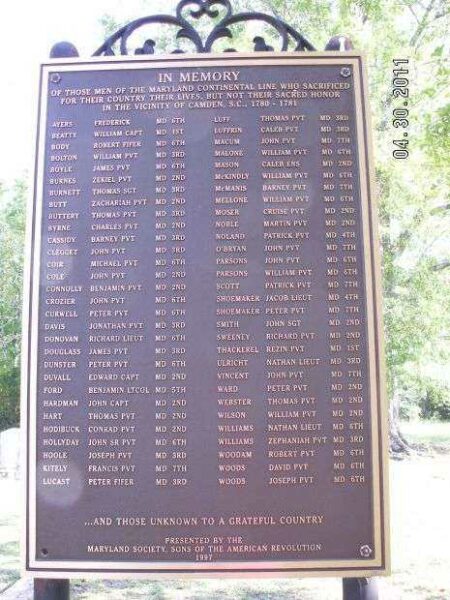 IN MEMORY
OF THOSE MEN OF THE MARYLAND CONTINENTAL LINE WHO SACRIFICED
FOR THEIR COUNTRY THEIR LIVES, BUT NOT THEIR SACRED HONOR
IN THE VICINITY OF CAMDEN, S.C., 1780 - 1781
AYERS FREDERICK MD 6TH
BEATTY WILLIAM CAPT MD 1ST
BODY ROBERT FIFER MD 6TH
BOLTON WILLIAM PVT MD 3RD
BOYLE JAMES PVT MD 6TH
BURNES ZEKIEL PVT MD 2ND
BURNETT THOMAS SGT MD 3RD
BUTT ZACHARIAH PVT MD 2ND
BUTTERY THOMAS PVT MD 3RD
BYRNE CHARLES PVT MD 2ND
CASSIDY BARNEY PVT MD 3RD
CLEGGET JOHN PVT MD 3RD
COIR MICHAEL PVT MD 6TH
COLE JOHN PVT MD 2ND
CONNOLLY BENJAMIN PVT MD 2ND
CROZIER JOHN PVT MD 6TH
CURWELL PETER PVT MD 6TH
DAVIS JONATHAN PVT MD 3RD
DONOVAN RICHARD LIEUT MD 6TH
DOUGLASS JAMES PVT MD 3RD
DUNSTER PETER PVT MD 6TH
DUVALL EDWARD CAPT MD 2ND
FORD BENJAMIN LTCOL MD 5TH
HARDMAN JOHN CAPT MD 2ND
HART THOMAS PVT MD 2ND
HODIBUCK CONRAD PVT MD 2ND
HOLLYDAY JOHN SR PVT MD 6TH
HOOLE JOSEPH PVT MD 3RD
KITELY FRANCIS PVT MD 7TH
LUCAST PETER FIFER MD 3RD
LUFF THOMAS PVT MD 3RD
LUFFRIN CALEB PVT MD 3RD
MACUM JOHN PVT MD 7TH
MALONE WILLIAM PVT MD 6TH
MASON CALEB ENS MD 2ND
MCKINDLY WILLIAM PVT MD 6TH
MCMANIS BARNEY PVT MD 7TH
MELLONE WILLIAM PVT MD 6TH
MOSER CRUISE PVT MD 2ND
NOBLE MARTIN PVT MD 2ND
NOLAND PATRICK PVT MD 4TH
O'BRYAN JOHN PVT MD 7TH
PARSONS JOHN PVT MD 6TH
PARSONS WILLIAM PVT MD 6TH
SCOTT PATRICK PVT MD 7TH
SHOEMAKER JACOB LIEUT MD 4TH
SHOEMAKER PETER PVT MD 7TH
SMITH JOHN SGT MD 2ND
SWEENEY RICHARD PVT MD 2ND
THACKEREL REZIN PVT MD 1ST
ULRICHT NATHAN LIEUT MD 3RD
VINCENT JOHN PVT MD 7TH
WARD PETER PVT MD 2ND
WEBSTER THOMAS PVT MD 2ND
WILSON WILLIAM PVT MD 2ND
WILLIAMS NATHAN LIEUT MD 6TH
WILLIAMS ZEPHANIAH PVT MD 3RD
WOODAM ROBERT PVT MD 6TH
WOODS DAVID PVT MD 6TH
WOODS JOSEPH PVT MD 6TH
...AND THOSE UNKNOWN TO A GRATEFUL COUNTRY
PRESENTED BY THE
MARYLAND SOCIETY, SONS OF THE AMERICAN REVOLUTION
1997
04.30.2011